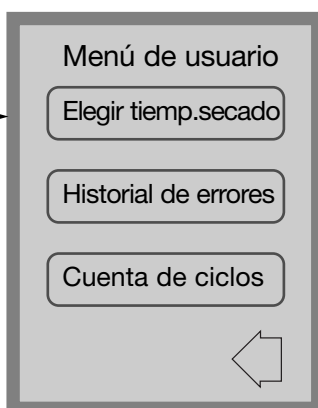 Menú de usuario
Elegir tiemp.secado
Historial de errores
Cuenta de ciclos